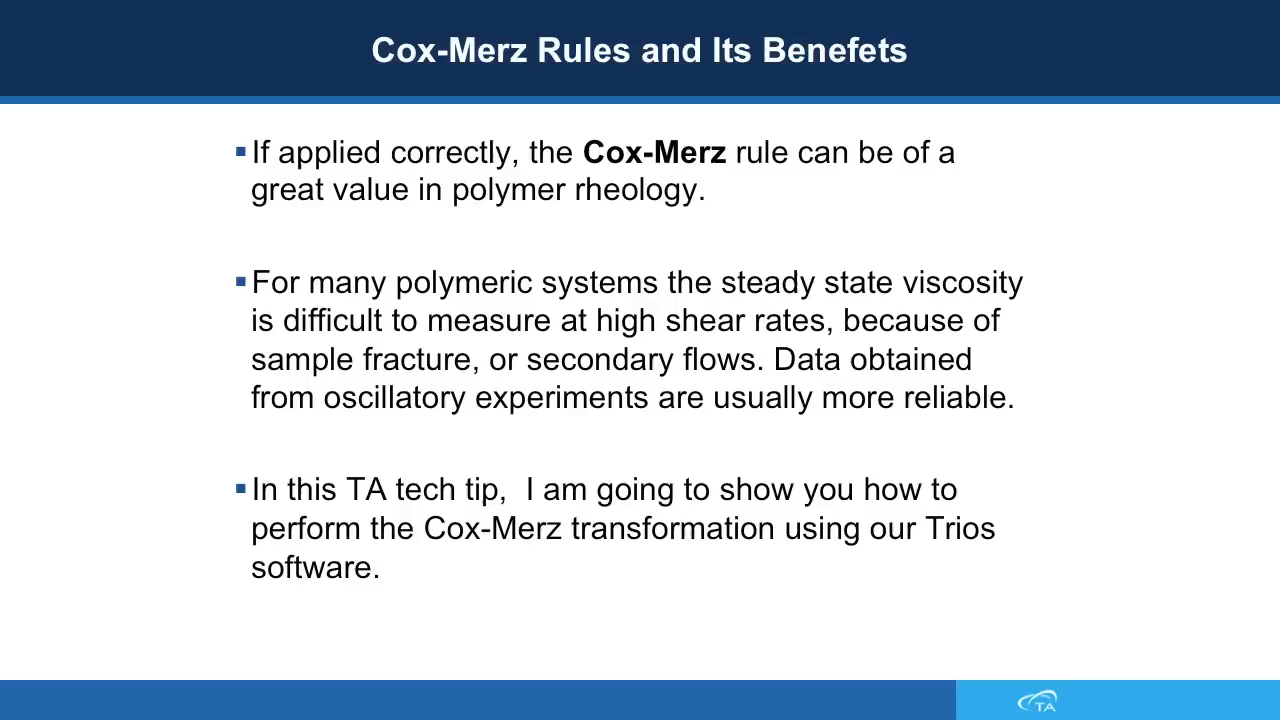 Cox-Merz Rules and Its Benefets
▪If applied correctly, the Cox-Merz rule can be of a
great value in polymer rheology.
▪For many polymeric systems the steady state viscosity
is difficult to measure at high shear rates, because of
sample fracture, or secondary flows. Data obtained
from oscillatory experiments are usually more reliable.
▪In this TA tech tip,  I am going to show you how to
perform the Cox-Merz transformation using our Trios
software.
TA